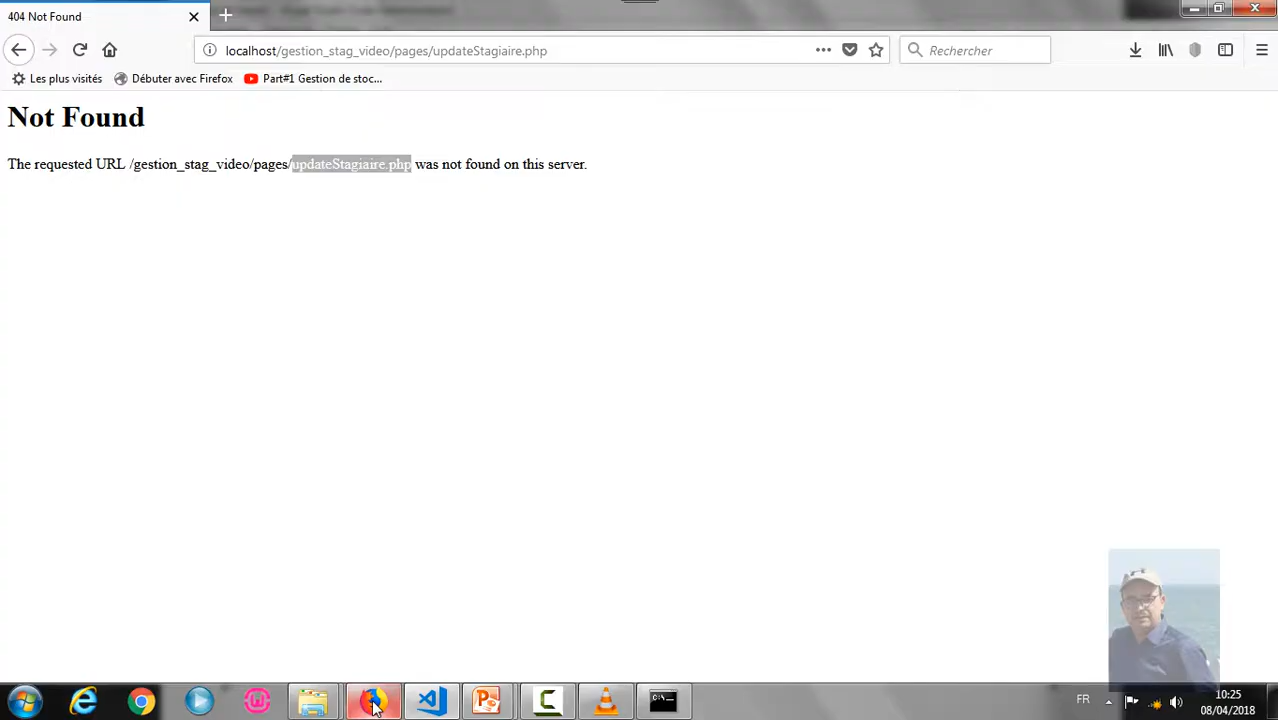 404 Not Found
localhost/gestion_stag_video/pages/updateStagiaire.php
Rechercher
Les plus visités
Débuter avec Firefox
Part#1 Gestion de stoc...
Not Found
The requested URL /gestion_stag_video/pages/updateStagiaire.php was not found on this server.
FR
10:25
08/04/2018